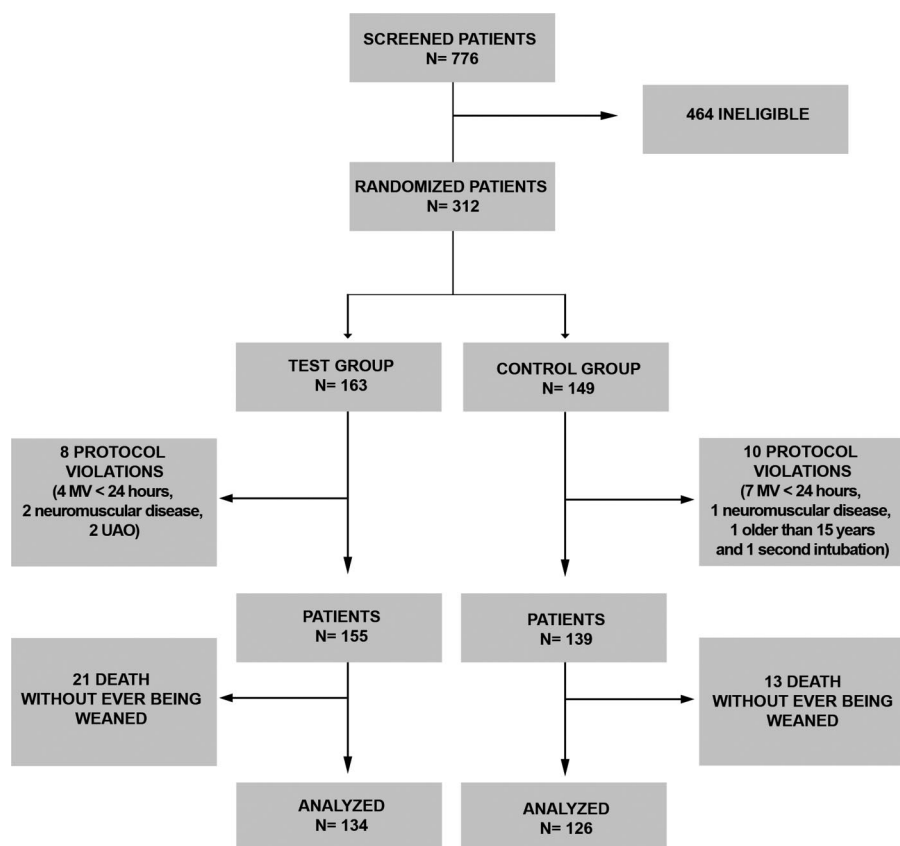 SCREENED PATIENTS
N= 776
464 INELIGIBLE
RANDOMIZED PATIENTS
N= 312
TEST GROUP
N= 163
CONTROL GROUP
N= 149
8 PROTOCOL
VIOLATIONS
(4 MV < 24 hours,
2 neuromuscular disease,
2 UAO)
10 PROTOCOL
VIOLATIONS
(7 MV < 24 hours,
1 neuromuscular disease,
1 older than 15 years
and 1 second intubation)
PATIENTS
N= 155
PATIENTS
N= 139
21 DEATH
WITHOUT EVER BEING
WEANED
13 DEATH
WITHOUT EVER BEING
WEANED
ANALYZED
N= 134
ANALYZED
N= 126